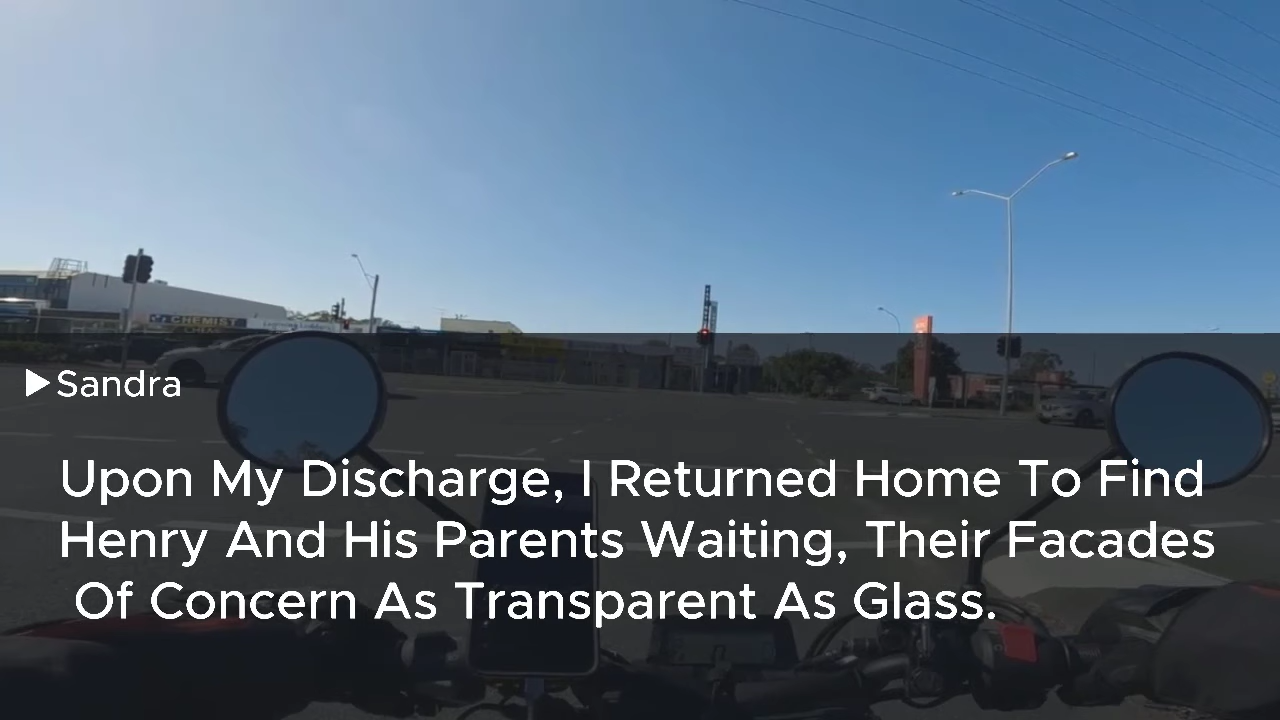 CHEMIST
▶Sandra
Upon My Discharge, I Returned Home To Find
Henry And His Parents Waiting, Their Facades
Of Concern As Transparent As Glass.